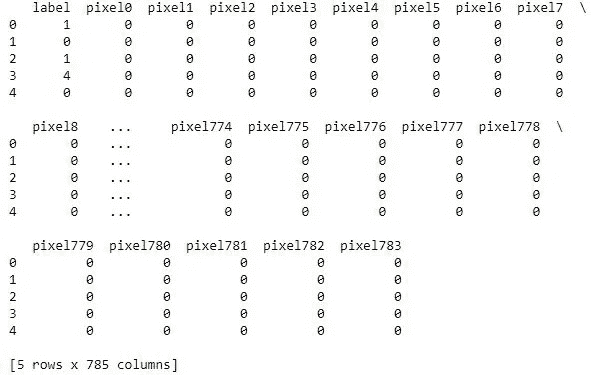 label pixel0 pixel1 pixel2 pixel3 pixel4 pixel5 pixel6 pixel7 \
0 1 0 0 0 0 0 0 0 0
1 0 0 0 0 0 0 0 0 0
2 1 0 0 0 0 0 0 0 0
3 4 0 0 0 0 0 0 0 0
4 0 0 0 0 0 0 0 0 0
pixel8 ... pixel774 pixel775 pixel776 pixel777 pixel778 \
0 0 ... 0 0 0 0 0
1 0 ... 0 0 0 0 0
2 0 ... 0 0 0 0 0
3 0 ... 0 0 0 0 0
4 0 ... 0 0 0 0 0
pixel779 pixel780 pixel781 pixel782 pixel783
0 0 0 0 0 0
1 0 0 0 0 0
2 0 0 0 0 0
3 0 0 0 0 0
4 0 0 0 0 0
[5 rows x 785 columns]